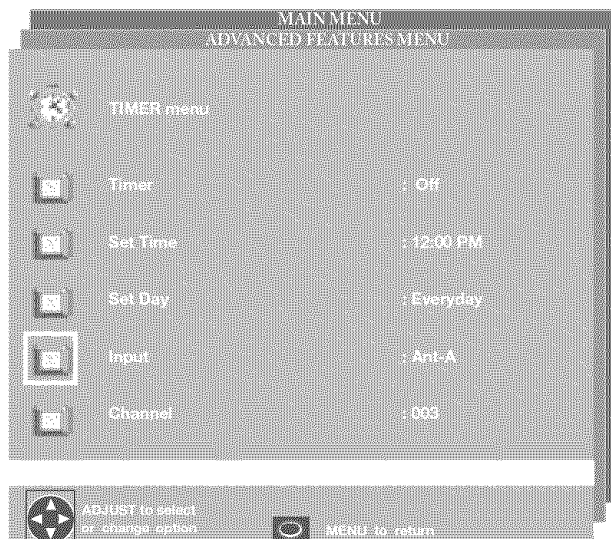 MAIN MENU
ADVANCED FEATURES MENU
TIMER menu
Timer : Off
Set Time : 12:00 PM
Set Day : Everyday
Input : Ant-A
Channel : 003
ADJUST to select
or change option
MENU to return